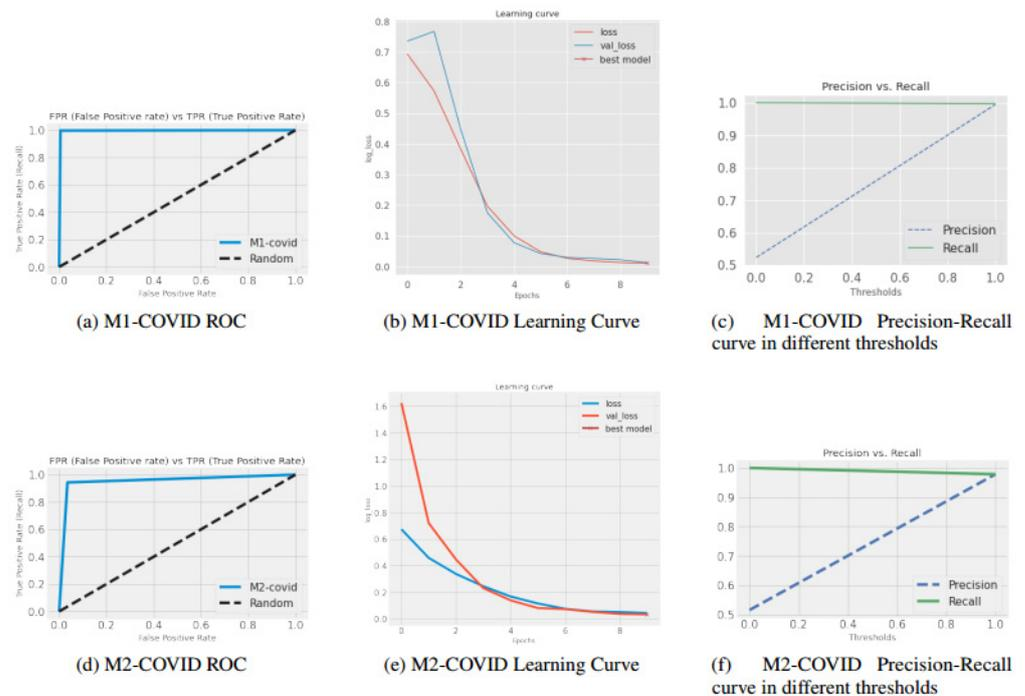 FPR (False Positive rate) vs TPR (True Positive Rate)
True Positive Rate (Recall)
1.0
0.8
0.6
0.4
0.2
0.0
M1-covid
Random
0.0 0.2 0.4 0.6 0.8 1.0
False Positive Rate
(a) M1-COVID ROC
Learning curve
log_loss
0.8
0.7
0.6
0.5
0.4
0.3
0.2
0.1
0.0
loss
val_loss
best model
0 2 4 6 8
Epochs
(b) M1-COVID Learning Curve
Precision vs. Recall
1.0
0.9
0.8
0.7
0.6
0.5
Precision
Recall
0.0 0.2 0.4 0.6 0.8 1.0
Thresholds
(c) M1-COVID Precision-Recall
curve in different thresholds
FPR (False Positive rate) vs TPR (True Positive Rate)
True Positive Rate (Recall)
1.0
0.8
0.6
0.4
0.2
0.0
M2-covid
Random
0.0 0.2 0.4 0.6 0.8 1.0
False Positive Rate
(d) M2-COVID ROC
Learning curve
log_loss
1.6
1.4
1.2
1.0
0.8
0.6
0.4
0.2
0.0
loss
val_loss
best model
0 2 4 6 8
Epochs
(e) M2-COVID Learning Curve
Precision vs. Recall
1.0
0.9
0.8
0.7
0.6
0.5
Precision
Recall
0.0 0.2 0.4 0.6 0.8 1.0
Thresholds
(f) M2-COVID Precision-Recall
curve in different thresholds